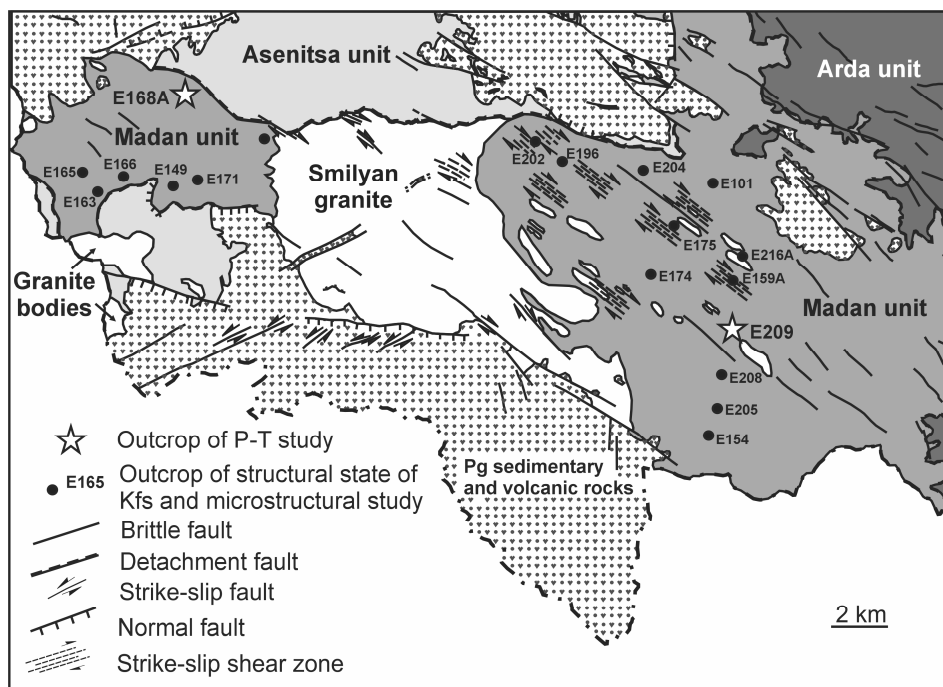 Asenitsa unit
Arda unit
E168A
Madan unit
E202
E196
E204
E165
E166
E149
E171
E101
E163
Smilyan
granite
E175
E216A
E174
E159A
Granite
bodies
Madan unit
E209
E208
E205
E154
Outcrop of P-T study
Pg sedimentary
and volcanic rocks
E165
Outcrop of structural state of
Kfs and microstructural study
Brittle fault
Detachment fault
Strike-slip fault
Normal fault
Strike-slip shear zone
2 km